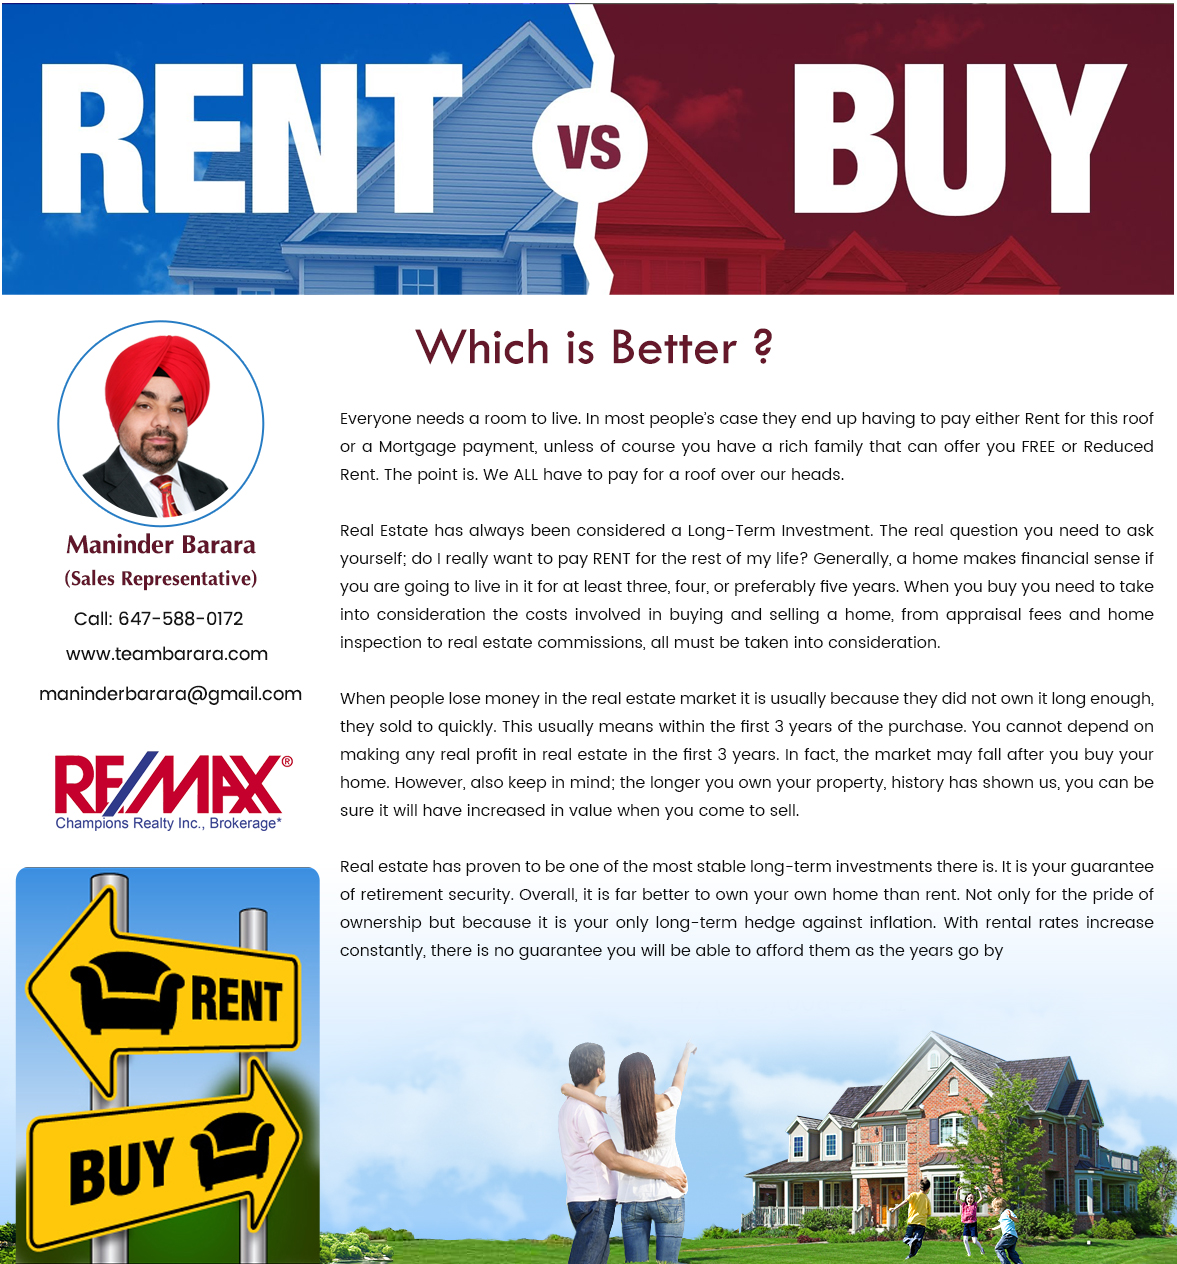 RENT VS BUY
Which is Better ?
Maninder Barara
(Sales Representative)
Call: 647-588-0172
www.teambarara.com
maninderbarara@gmail.com
RE/MAX®
Champions Realty Inc., Brokerage*
RENT
BUY
Everyone needs a room to live. In most people's case they end up having to pay either Rent for this roof
or a Mortgage payment, unless of course you have a rich family that can offer you FREE or Reduced
Rent. The point is. We ALL have to pay for a roof over our heads.
Real Estate has always been considered a Long-Term Investment. The real question you need to ask
yourself; do I really want to pay RENT for the rest of my life? Generally, a home makes financial sense if
you are going to live in it for at least three, four, or preferably five years. When you buy you need to take
into consideration the costs involved in buying and selling a home, from appraisal fees and home
inspection to real estate commissions, all must be taken into consideration.
When people lose money in the real estate market it is usually because they did not own it long enough,
they sold to quickly. This usually means within the first 3 years of the purchase. You cannot depend on
making any real profit in real estate in the first 3 years. In fact, the market may fall after you buy your
home. However, also keep in mind; the longer you own your property, history has shown us, you can be
sure it will have increased in value when you come to sell.
Real estate has proven to be one of the most stable long-term investments there is. It is your guarantee
of retirement security. Overall, it is far better to own your own home than rent. Not only for the pride of
ownership but because it is your only long-term hedge against inflation. With rental rates increase
constantly, there is no guarantee you will be able to afford them as the years go by